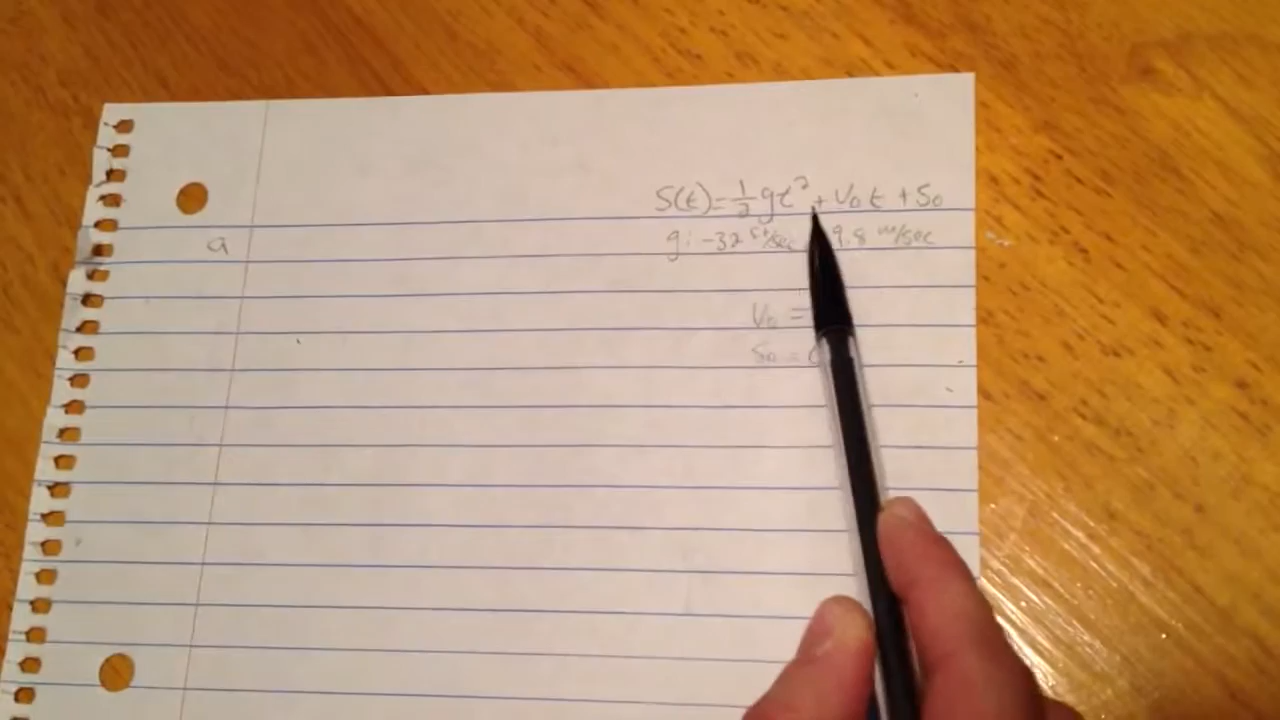 S(t)=½gt²+V₀t+S₀
a
g: -32 ft/sec 9.8 m/sec
V₀ =
S₀ =